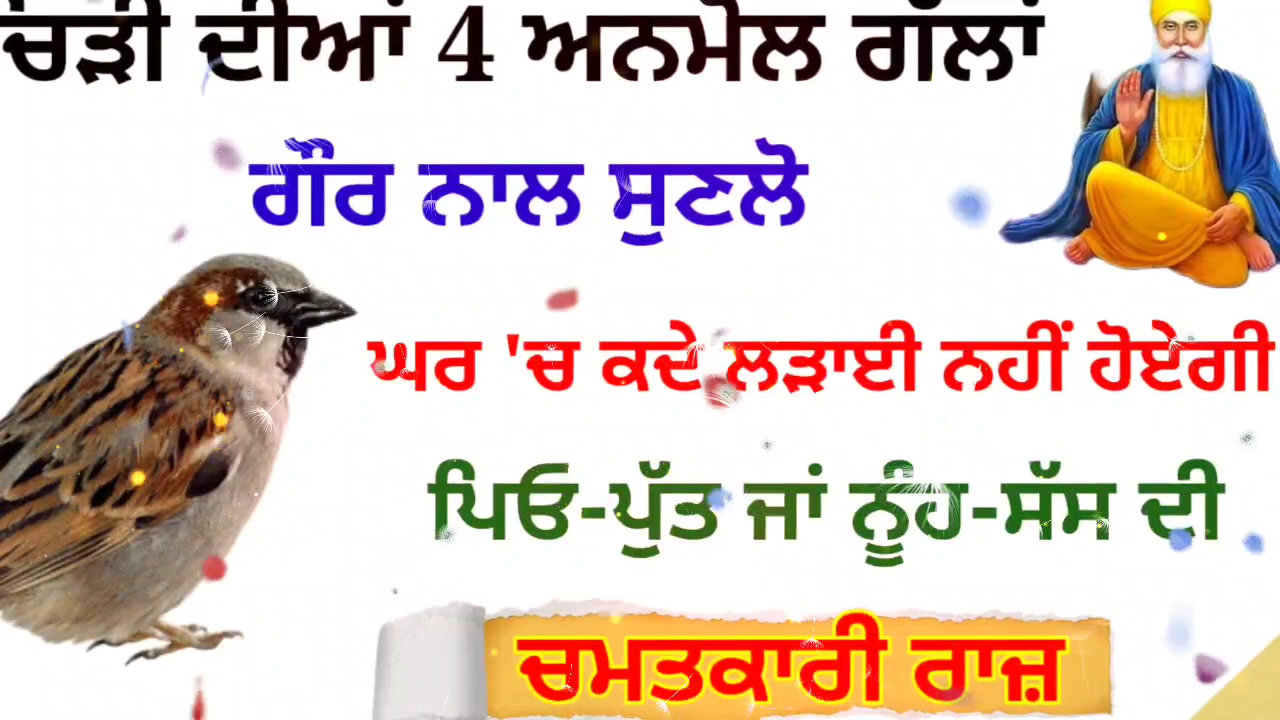 ਚਿੜੀ ਦੀਆਂ 4 ਅਨਮੋਲ ਗੱਲਾਂ
ਗੌਰ ਨਾਲ ਸੁਣਲੋ
ਘਰ 'ਚ ਕਦੇ ਲੜਾਈ ਨਹੀਂ ਹੋਏਗੀ
ਪਿਓ-ਪੁੱਤ ਜਾਂ ਨੂੰਹ-ਸੱਸ ਦੀ
ਚਮਤਕਾਰੀ ਰਾਜ਼